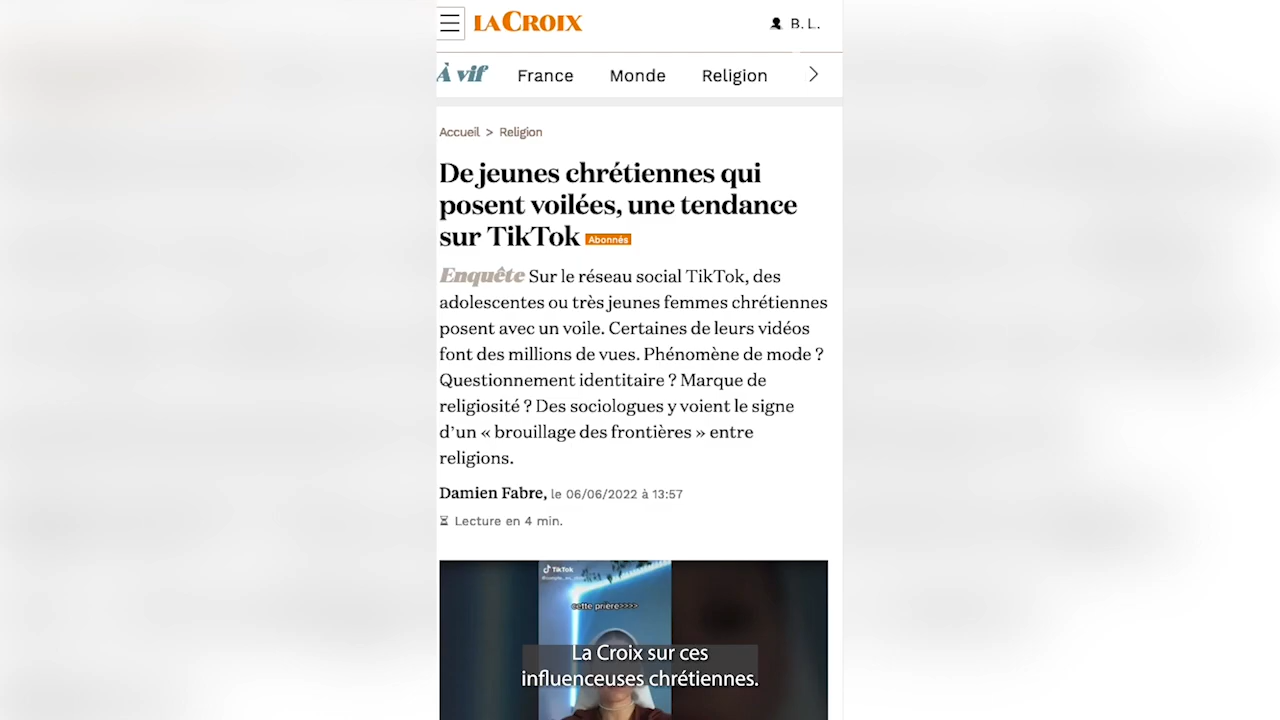 LA CROIX
B. L.
À vif France Monde Religion
Accueil > Religion
De jeunes chrétiennes qui
posent voilées, une tendance
sur TikTok Abonnés
Enquête Sur le réseau social TikTok, des
adolescentes ou très jeunes femmes chrétiennes
posent avec un voile. Certaines de leurs vidéos
font des millions de vues. Phénomène de mode ?
Questionnement identitaire ? Marque de
religiosité ? Des sociologues y voient le signe
d’un « brouillage des frontières » entre
religions.
Damien Fabre, le 06/06/2022 à 13:57
Lecture en 4 min.
TikTok
cette prière>>>>
La Croix sur ces
influenceuses chrétiennes.